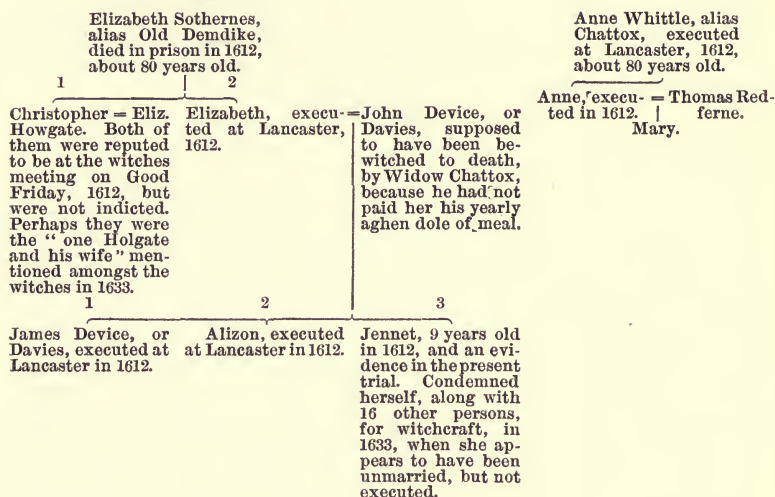 Elizabeth Sothernes,
alias Old Demdike,
died in prison in 1612,
about 80 years old.
Anne Whittle, alias
Chattox, executed
at Lancaster, 1612,
about 80 years old.
1 2
Christopher = Eliz.
Howgate. Both of
them were reputed
to be at the witches
meeting on Good
Friday, 1612, but
were not indicted.
Perhaps they were
the "one Holgate
and his wife" men-
tioned amongst the
witches in 1633.
Elizabeth, execu-
ted at Lancaster,
1612.
=John Device, or
Davies, supposed
to have been be-
witched to death,
by Widow Chattox,
because he had not
paid her his yearly
aghen dole of meal.
Anne, execu-
ted in 1612.
= Thomas Red-
ferne.
Mary.
1 2 3
James Device, or
Davies, executed at
Lancaster in 1612.
Alizon, executed
at Lancaster in 1612.
Jennet, 9 years old
in 1612, and an evi-
dence in the present
trial. Condemned
herself, along with
16 other persons,
for witchcraft, in
1633, when she ap-
pears to have been
unmarried, but not
executed.